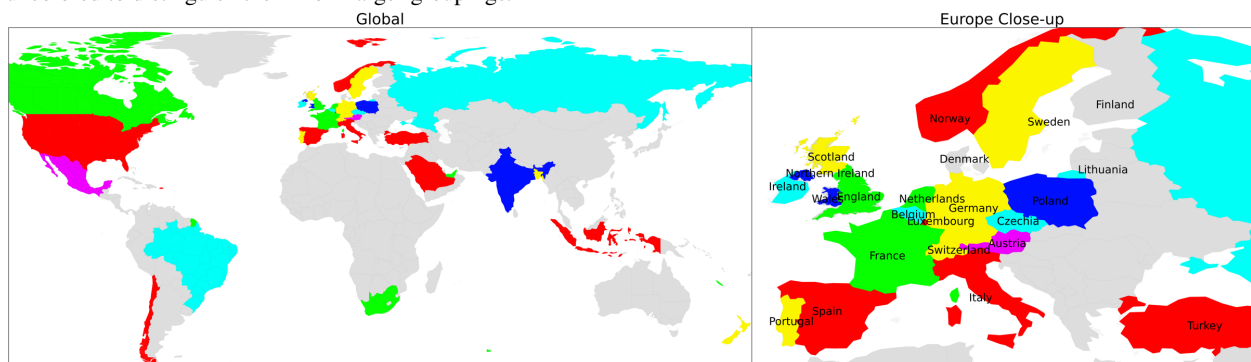 Global
Europe Close-up
Norway
Finland
Sweden
Scotland
Denmark
Northern Ireland
Lithuania
Ireland
Wales
England
Netherlands
Belgium
Germany
Poland
Luxembourg
Czechia
Switzerland
Austria
France
Italy
Portugal
Spain
Turkey